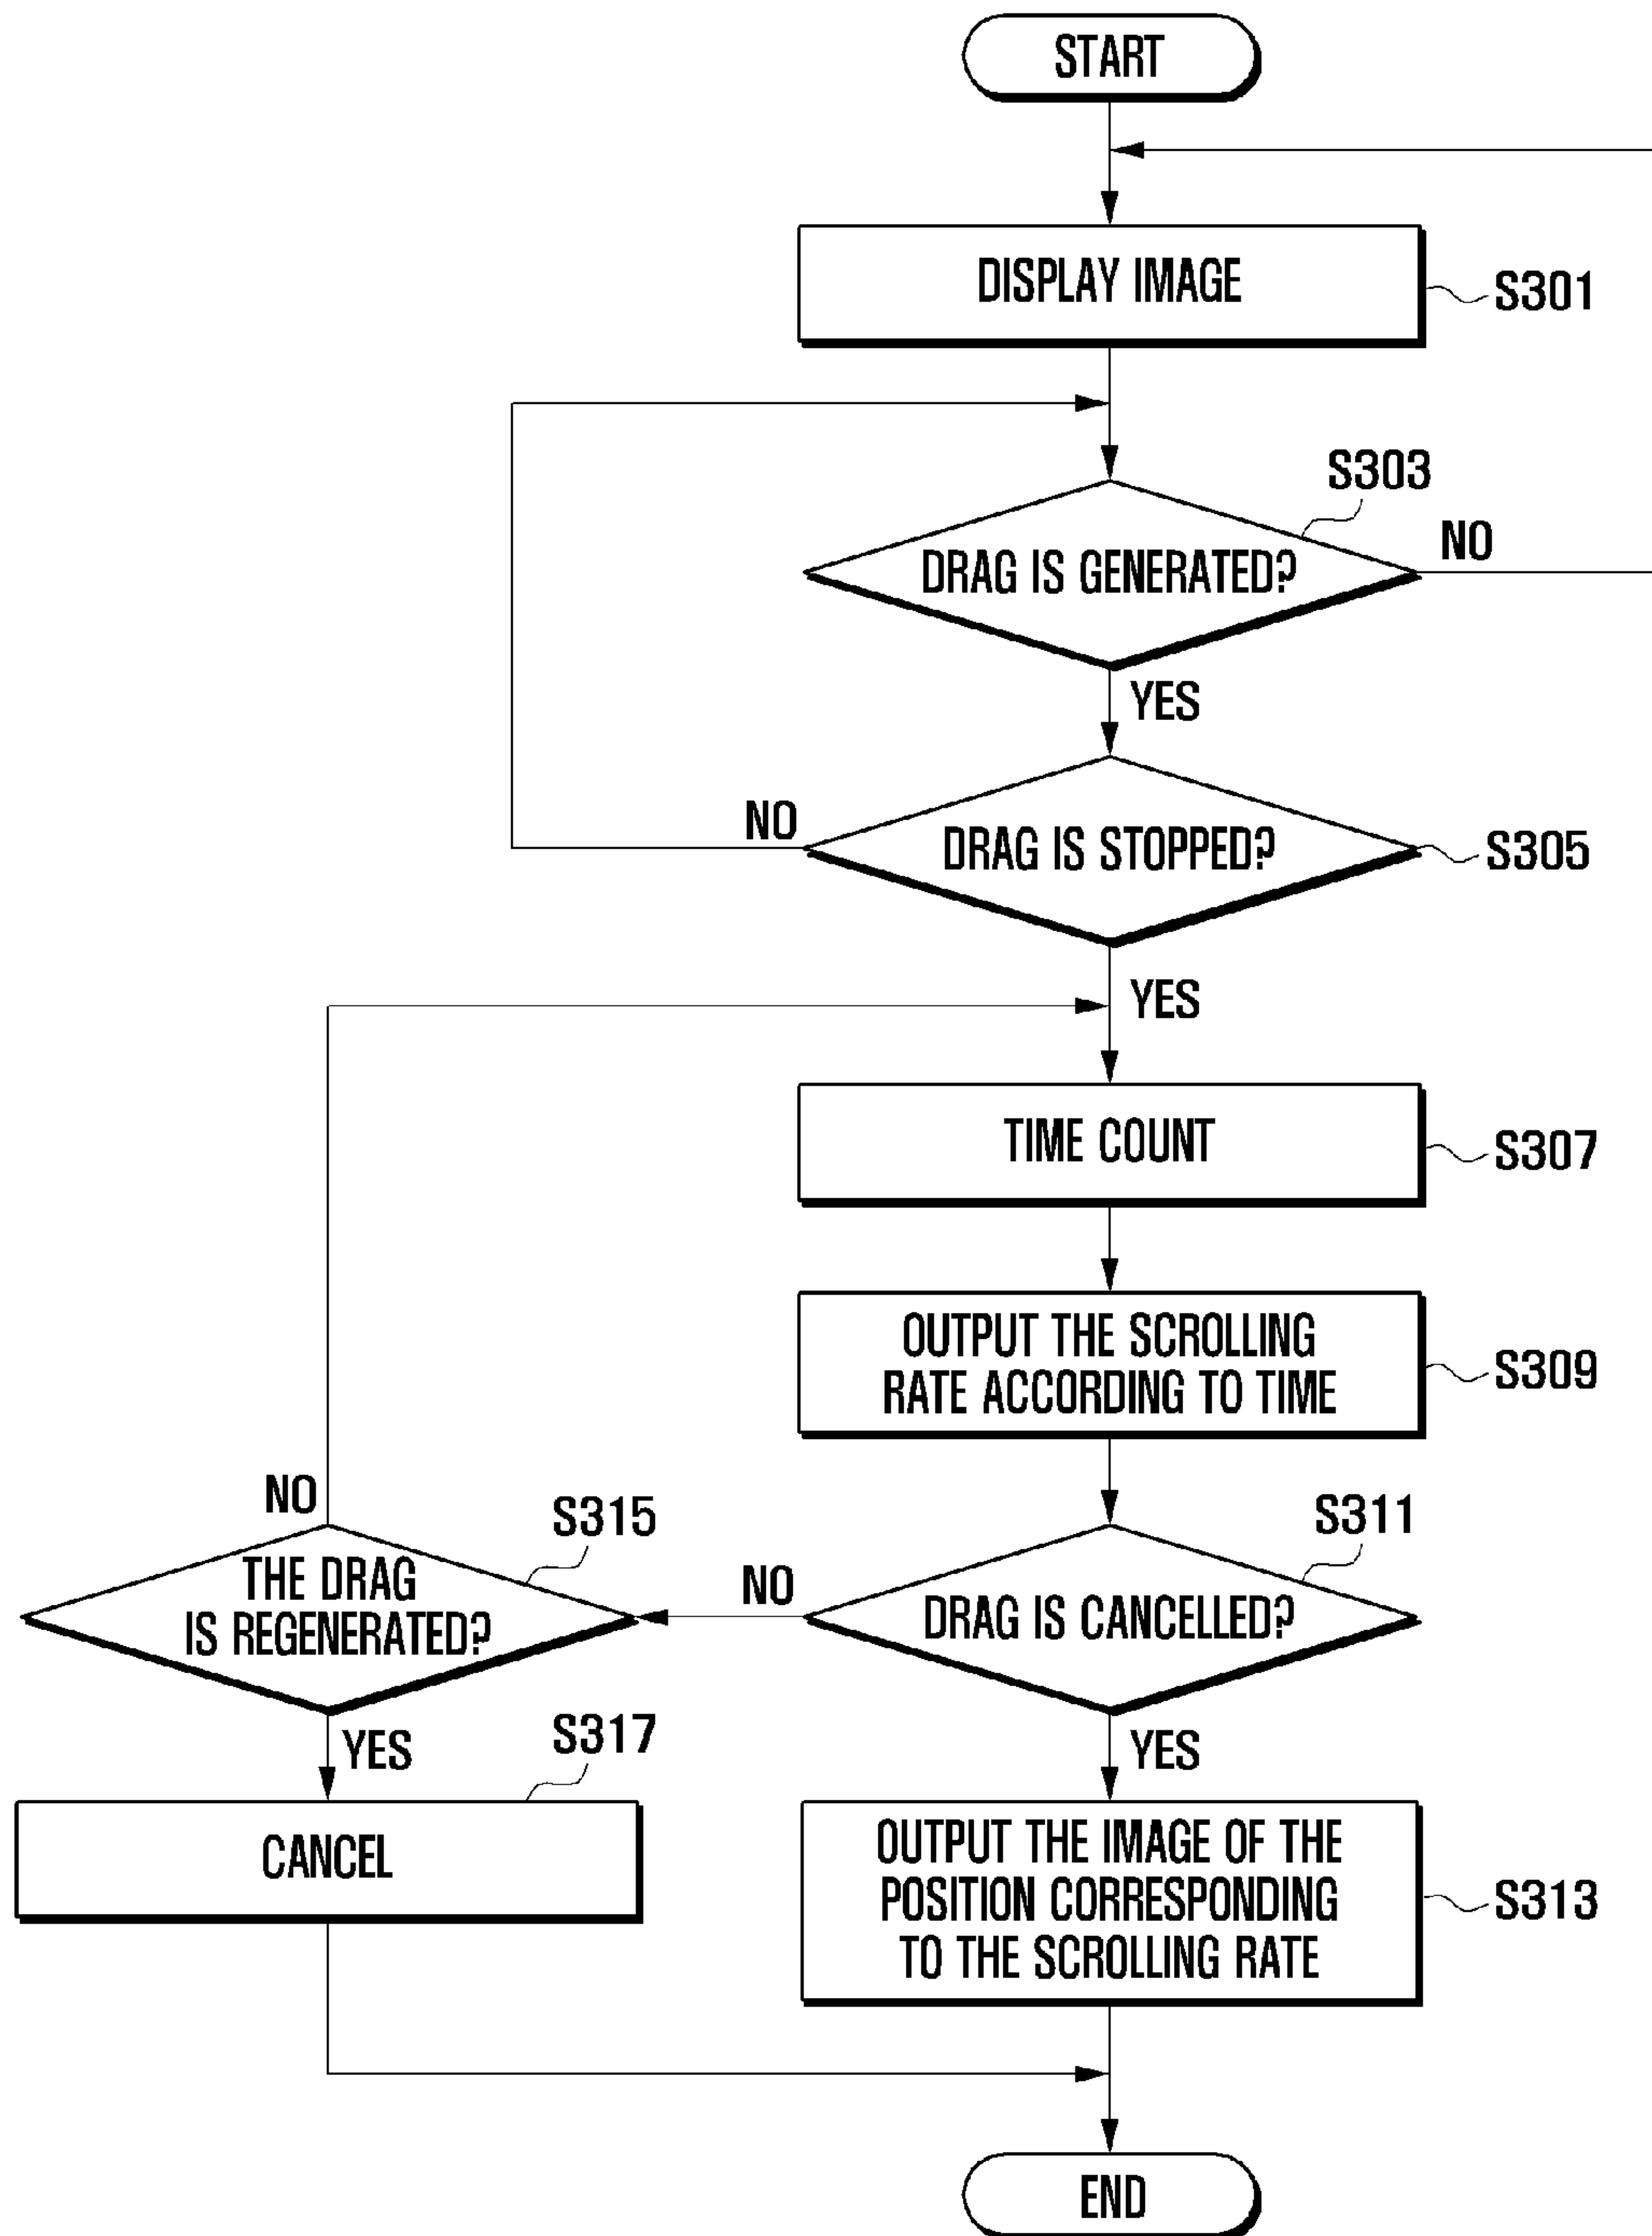 START
DISPLAY IMAGE
S301
S303
DRAG IS GENERATED?
NO
YES
DRAG IS STOPPED?
NO
S305
YES
TIME COUNT
S307
OUTPUT THE SCROLLING
RATE ACCORDING TO TIME
S309
S311
DRAG IS CANCELLED?
NO
S315
THE DRAG
IS REGENERATED?
NO
YES
S317
CANCEL
YES
OUTPUT THE IMAGE OF THE
POSITION CORRESPONDING
TO THE SCROLLING RATE
S313
END